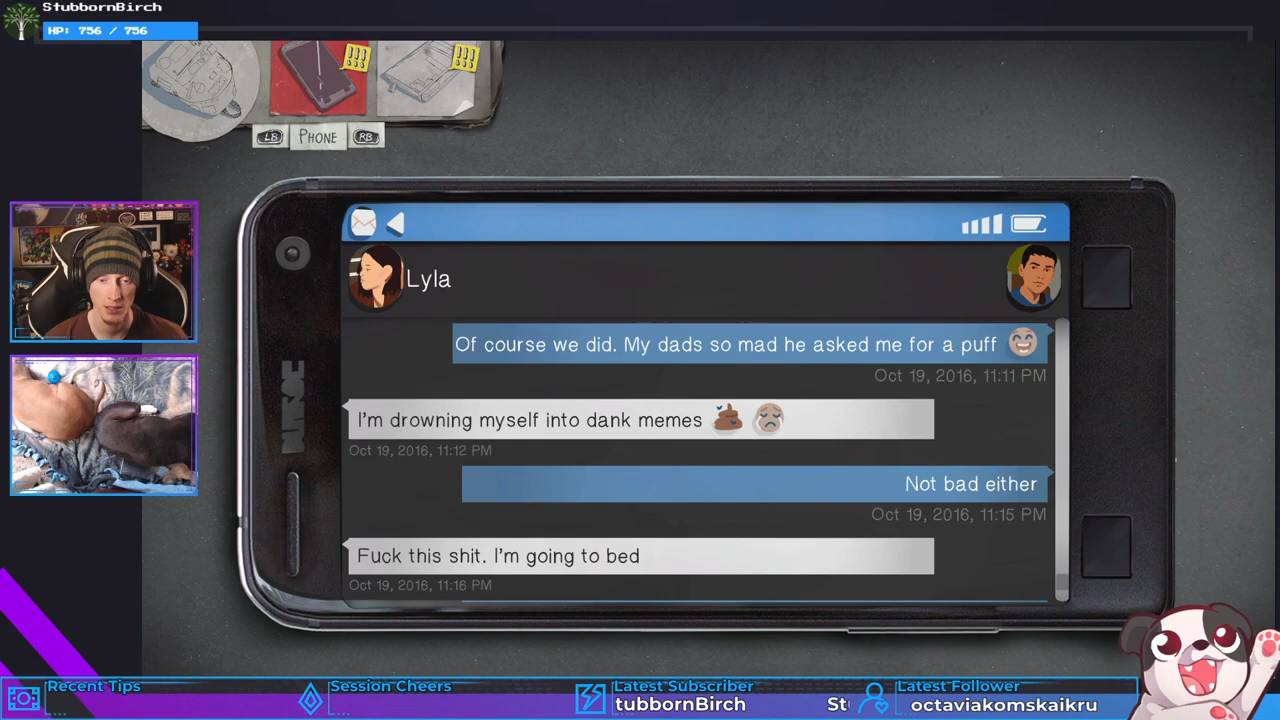 StubbornBirch
HP: 756 / 756
LB PHONE RB
Lyla
Of course we did. My dads so mad he asked me for a puff
Oct 19, 2016, 11:11 PM
I'm drowning myself into dank memes
Oct 19, 2016, 11:12 PM
Not bad either
Oct 19, 2016, 11:15 PM
Fuck this shit. I'm going to bed
Oct 19, 2016, 11:16 PM
Recent Tips
Session Cheers
Latest Subscriber
tubbornBirch St
Latest Follower
octaviakomskaikru